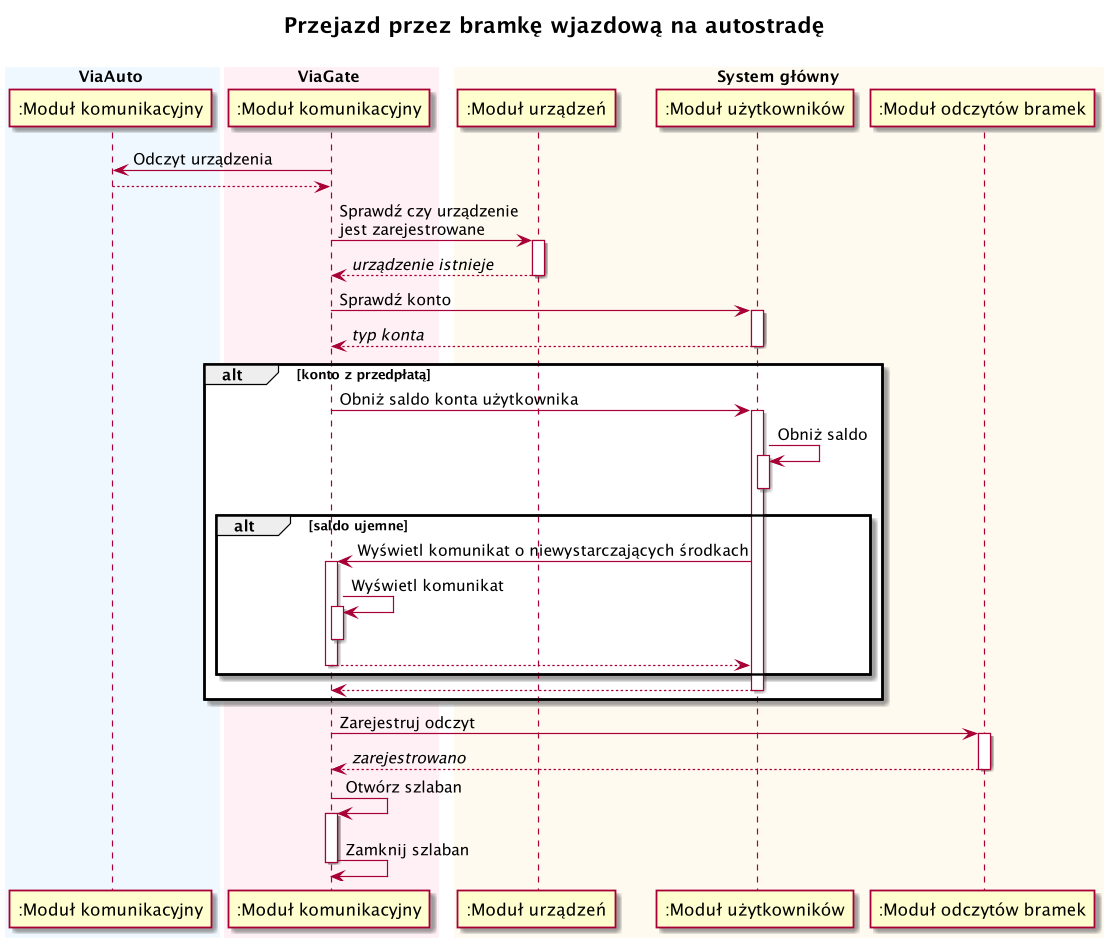 Przejazd przez bramkę wjazdową na autostradę
ViaAuto
ViaGate
System główny
:Moduł komunikacyjny
:Moduł komunikacyjny
:Moduł urządzeń
:Moduł użytkowników
:Moduł odczytów bramek
Odczyt urządzenia
Sprawdź czy urządzenie
jest zarejestrowane
urządzenie istnieje
Sprawdź konto
typ konta
alt [konto z przedpłatą]
Obniż saldo konta użytkownika
Obniż saldo
alt [saldo ujemne]
Wyświetl komunikat o niewystarczających środkach
Wyświetl komunikat
Zarejestruj odczyt
zarejestrowano
Otwórz szlaban
Zamknij szlaban
:Moduł komunikacyjny
:Moduł komunikacyjny
:Moduł urządzeń
:Moduł użytkowników
:Moduł odczytów bramek